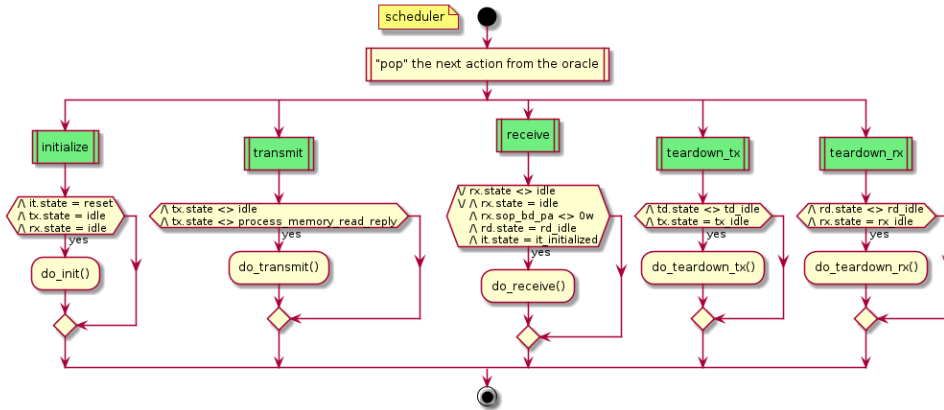 scheduler
"pop" the next action from the oracle
initialize
/\ it.state = reset
/\ tx.state = idle
/\ rx.state = idle
yes
do_init()
transmit
/\ tx.state <> idle
/\ tx.state <> process_memory_read_reply
yes
do_transmit()
receive
\/ rx.state <> idle
\/ /\ rx.state = idle
/\ rx.sop_bd_pa <> 0w
/\ rd.state = rd_idle
/\ it.state = it_initialized
yes
do_receive()
teardown_tx
/\ td.state <> td_idle
/\ tx.state = tx_idle
yes
do_teardown_tx()
teardown_rx
/\ rd.state <> rd_idle
/\ rx.state = rx_idle
yes
do_teardown_rx()